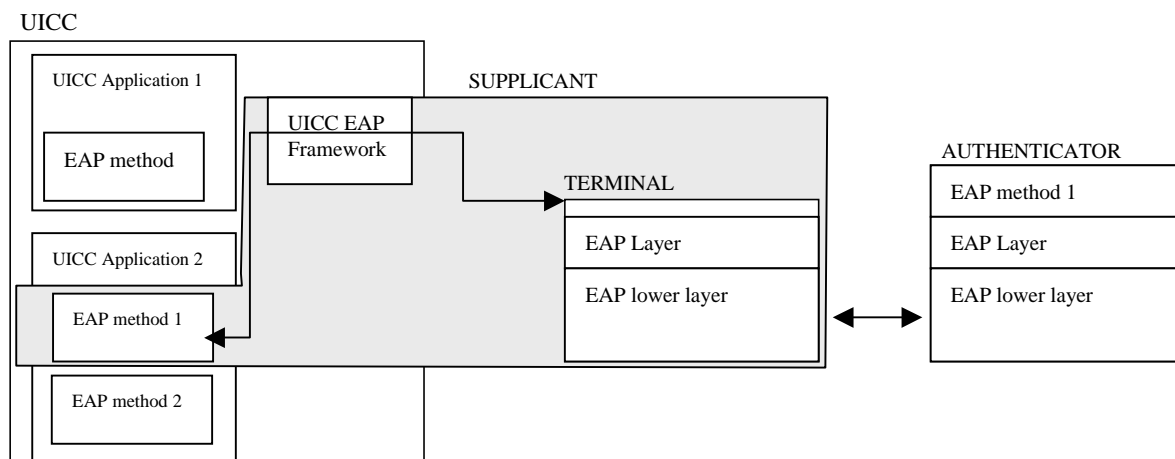 UICC
UICC Application 1
EAP method
UICC Application 2
EAP method 1
EAP method 2
SUPPLICANT
UICC EAP
Framework
TERMINAL
EAP Layer
EAP lower layer
AUTHENTICATOR
EAP method 1
EAP Layer
EAP lower layer